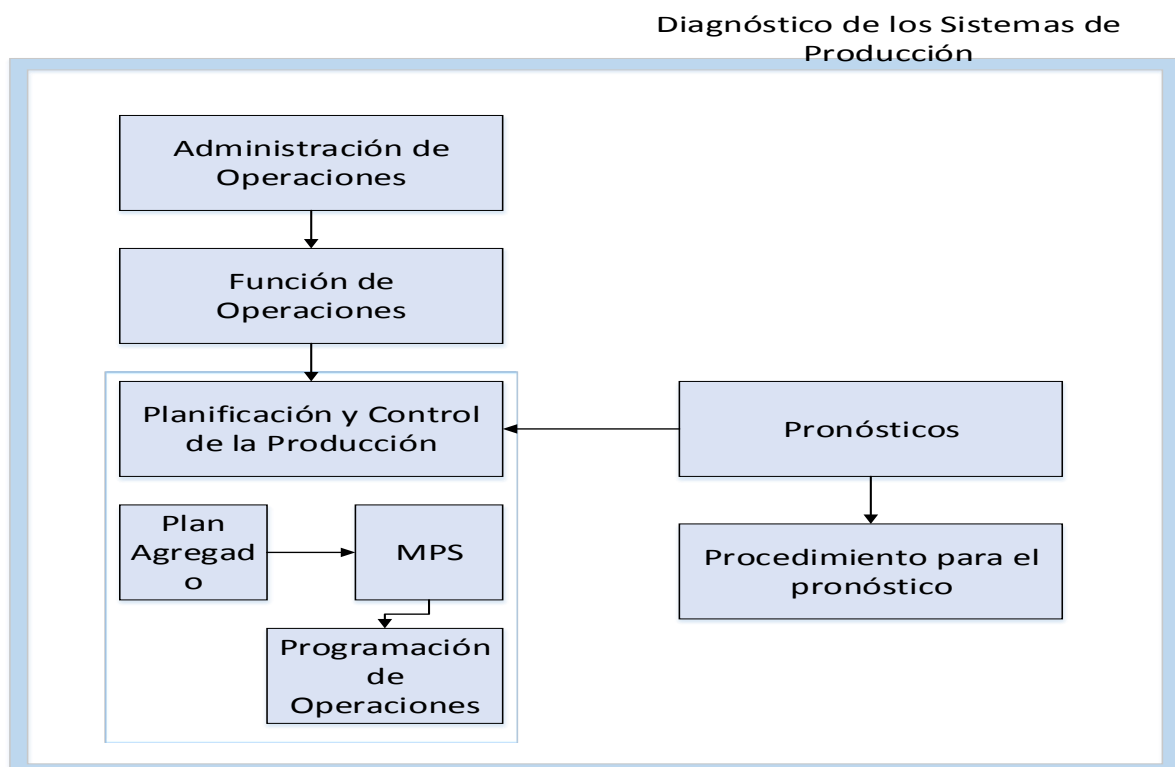 Diagnóstico de los Sistemas de
Producción
Administración de
Operaciones
Función de
Operaciones
Planificación y Control
de la Producción
Pronósticos
Plan
Agregad
o
MPS
Procedimiento para el
pronóstico
Programación
de
Operaciones